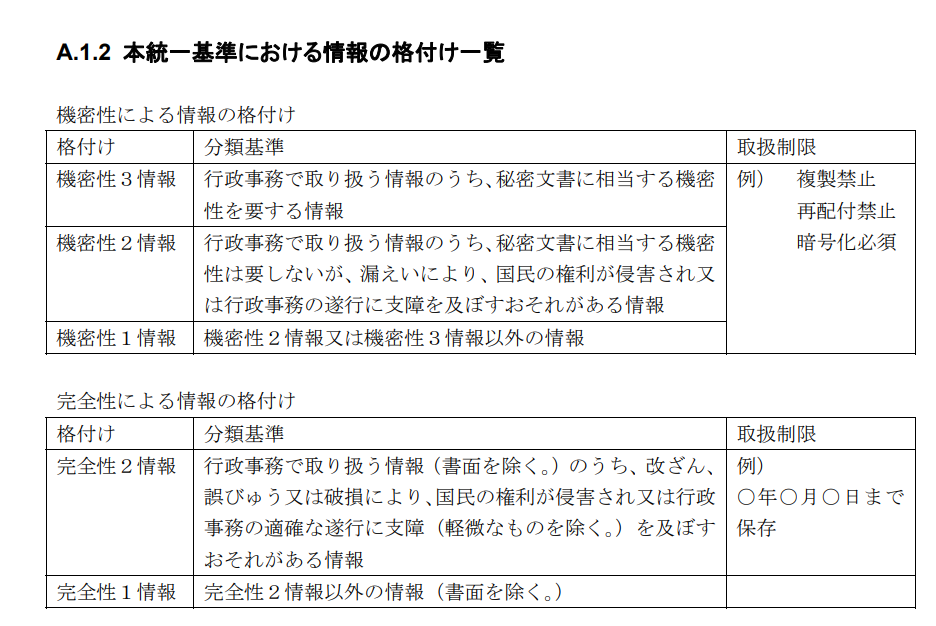 A.1.2 本統一基準における情報の格付け一覧
機密性による情報の格付け
格付け 分類基準 取扱制限
機密性３情報 行政事務で取り扱う情報のうち、秘密文書に相当する機密 例） 複製禁止
性を要する情報 再配付禁止
機密性２情報 行政事務で取り扱う情報のうち、秘密文書に相当する機密 暗号化必須
性は要しないが、漏えいにより、国民の権利が侵害され又
は行政事務の遂行に支障を及ぼすおそれがある情報
機密性１情報 機密性２情報又は機密性３情報以外の情報
完全性による情報の格付け
格付け 分類基準 取扱制限
完全性２情報 行政事務で取り扱う情報（書面を除く。）のうち、改ざん、 例）
誤びゅう又は破損により、国民の権利が侵害され又は行政 〇年〇月〇日まで
事務の適確な遂行に支障（軽微なものを除く。）を及ぼす 保存
おそれがある情報
完全性１情報 完全性２情報以外の情報（書面を除く。）